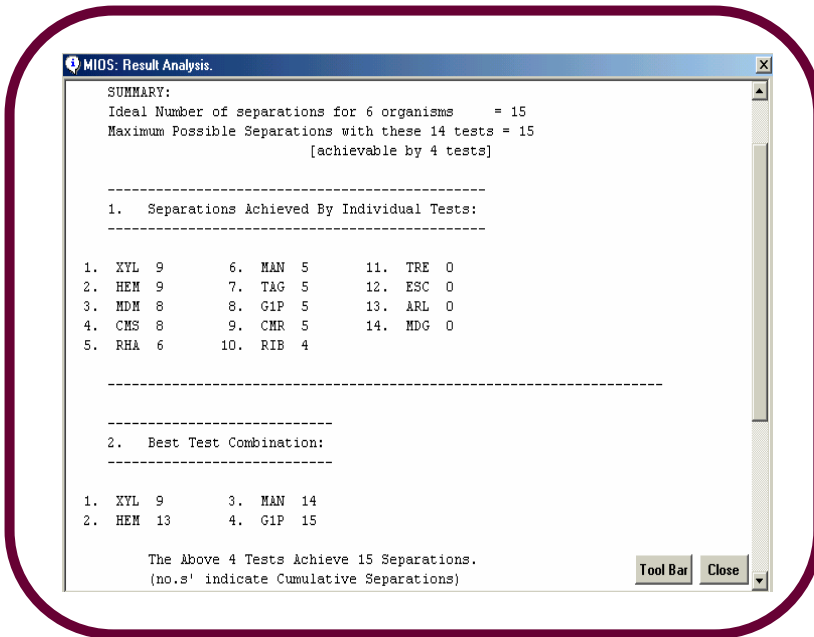 MIOS: Result Analysis.
SUMMARY:
Ideal Number of separations for 6 organisms = 15
Maximum Possible Separations with these 14 tests = 15
[achievable by 4 tests]
1. Separations Achieved By Individual Tests:
1. XYL 9 6. MAN 5 11. TRE 0
2. HEM 9 7. TAG 5 12. ESC 0
3. MDM 8 8. G1P 5 13. ARL 0
4. CMS 8 9. CMR 5 14. MDG 0
5. RHA 6 10. RIB 4
2. Best Test Combination:
1. XYL 9 3. MAN 14
2. HEM 13 4. G1P 15
The Above 4 Tests Achieve 15 Separations.
(no.s' indicate Cumulative Separations)
Tool Bar Close